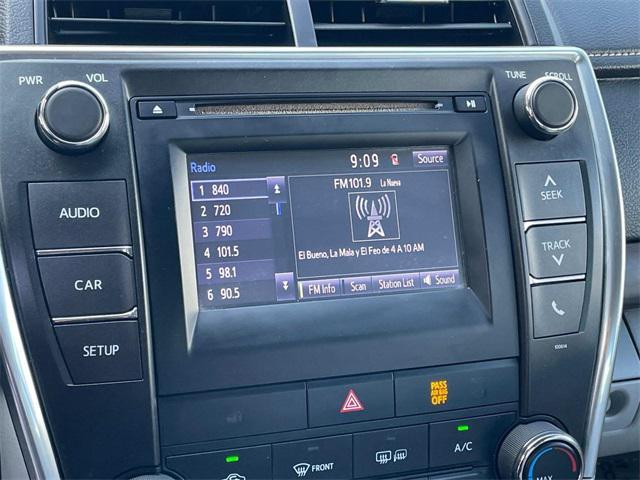 PWR VOL
TUNE SCROLL
Radio 9:09 Source
FM101.9 La Nueva
1 840
2 720
3 790
4 101.5
5 98.1
6 90.5
El Bueno, La Mala y El Feo de 4 A 10 AM
FM Info Scan Station List Sound
AUDIO
CAR
SETUP
SEEK
TRACK
100614
PASS
AIR BAG
OFF
FRONT
A/C
MAX